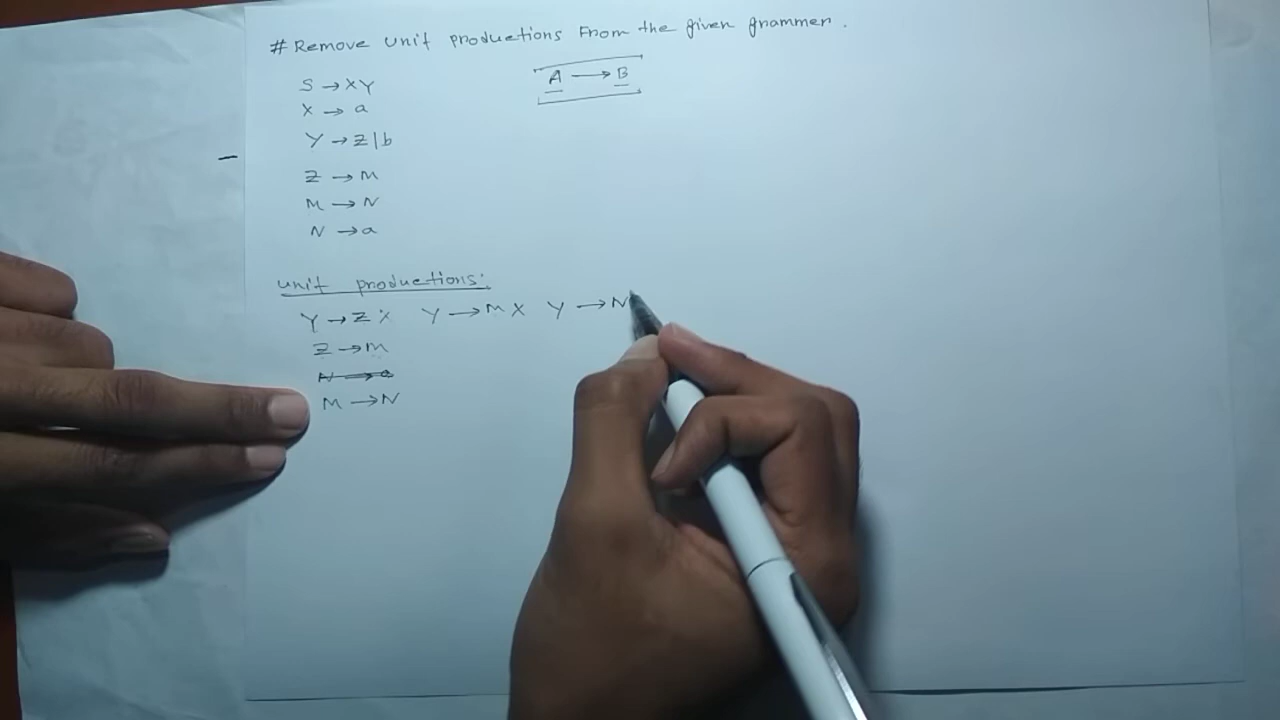 # Remove unit productions From the given grammer.
S → XY
A → B
X → a
Y → Z|b
Z → M
M → N
N → a
unit productions:
Y → Z X Y → M X Y → N
Z → M
N → a
M → N